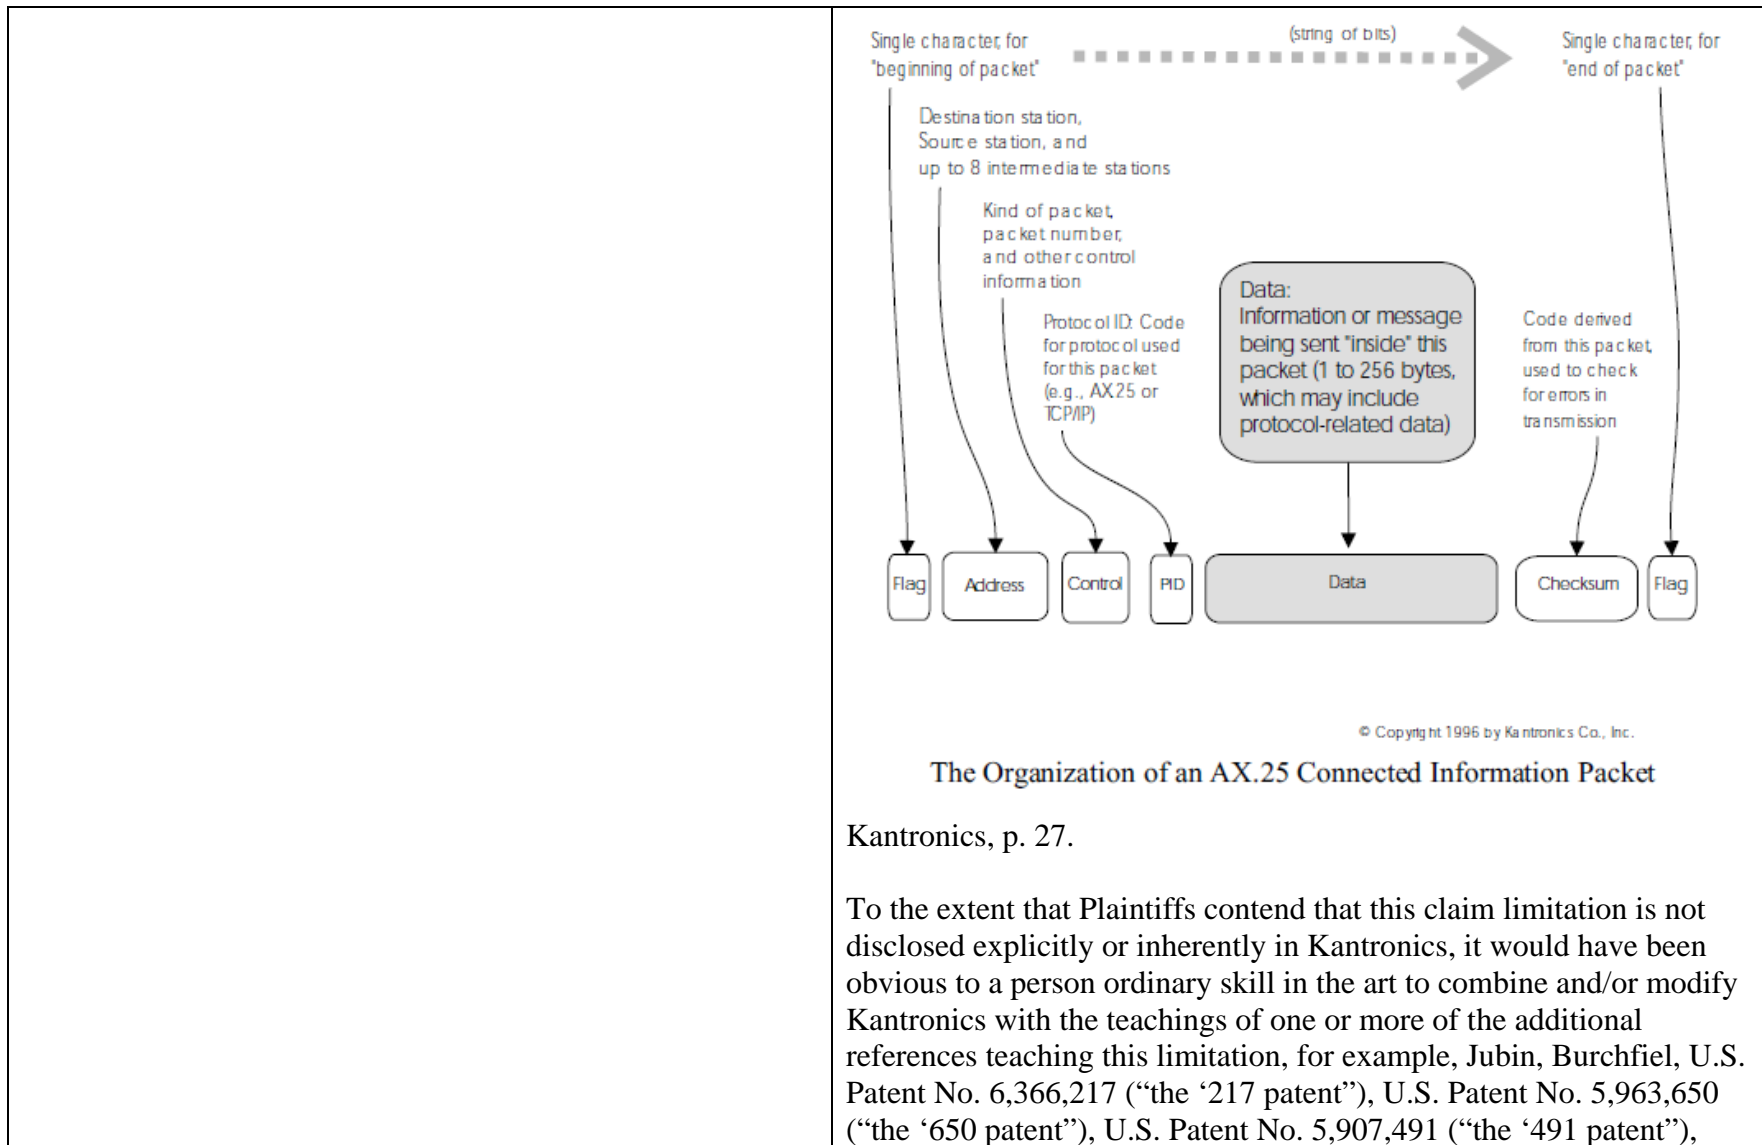 Single character, for
"beginning of packet"
(string of bits)
Single character, for
"end of packet"
Destination station,
Source station, and
up to 8 intermediate stations
Kind of packet,
packet number,
and other control
information
Protocol ID: Code
for protocol used
for this packet
(e.g., AX.25 or
TCP/IP)
Data:
Information or message
being sent "inside" this
packet (1 to 256 bytes,
which may include
protocol-related data)
Code derived
from this packet,
used to check
for errors in
transmission
Flag
Address
Control
PID
Data
Checksum
Flag
© Copyright 1996 by Kantronics Co., Inc.
The Organization of an AX.25 Connected Information Packet
Kantronics, p. 27.
To the extent that Plaintiffs contend that this claim limitation is not
disclosed explicitly or inherently in Kantronics, it would have been
obvious to a person ordinary skill in the art to combine and/or modify
Kantronics with the teachings of one or more of the additional
references teaching this limitation, for example, Jubin, Burchfiel, U.S.
Patent No. 6,366,217 (“the ‘217 patent”), U.S. Patent No. 5,963,650
(“the ‘650 patent”), U.S. Patent No. 5,907,491 (“the ‘491 patent”),